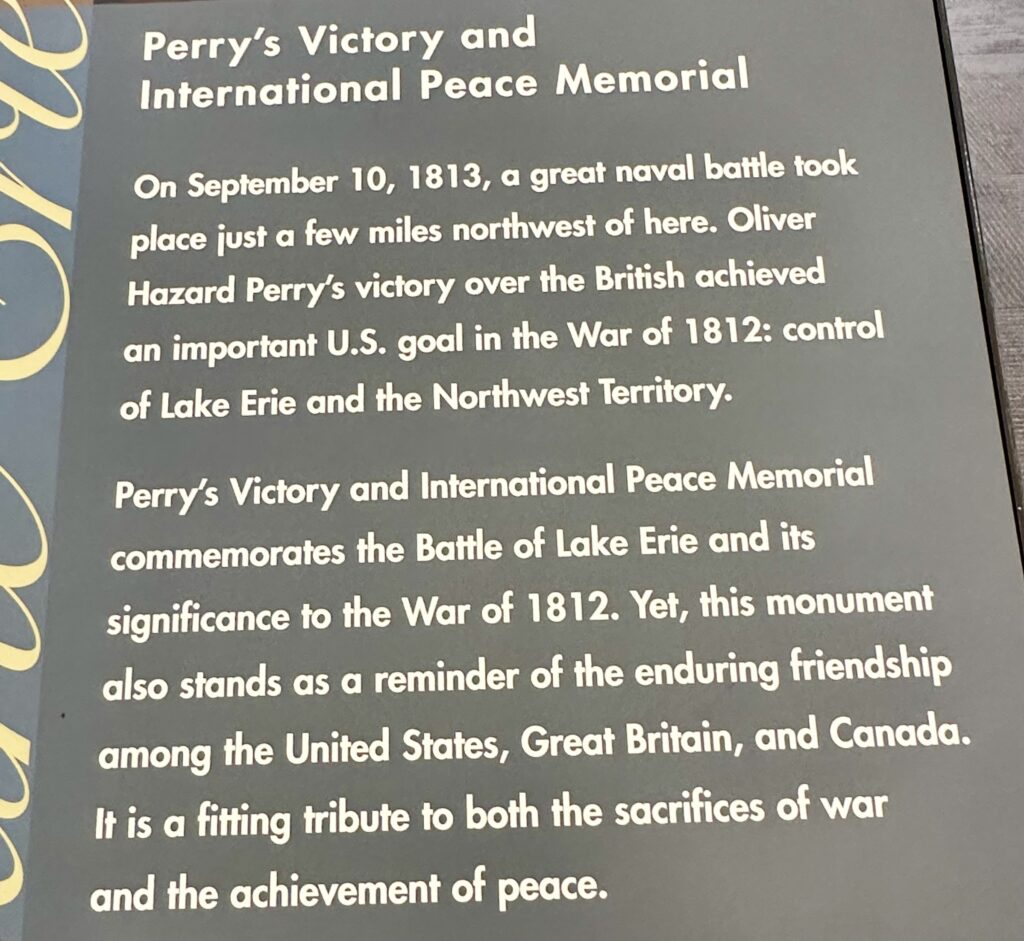 Perry's Victory and
International Peace Memorial
On September 10, 1813, a great naval battle took
place just a few miles northwest of here. Oliver
Hazard Perry's victory over the British achieved
an important U.S. goal in the War of 1812: control
of Lake Erie and the Northwest Territory.
Perry's Victory and International Peace Memorial
commemorates the Battle of Lake Erie and its
significance to the War of 1812. Yet, this monument
also stands as a reminder of the enduring friendship
among the United States, Great Britain, and Canada.
It is a fitting tribute to both the sacrifices of war
and the achievement of peace.